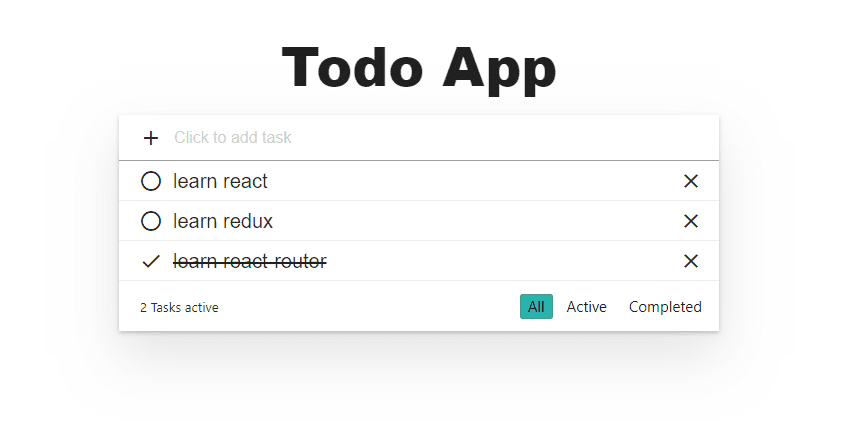 Todo App
Click to add task
learn react
learn redux
learn react-router
2 Tasks active All Active Completed